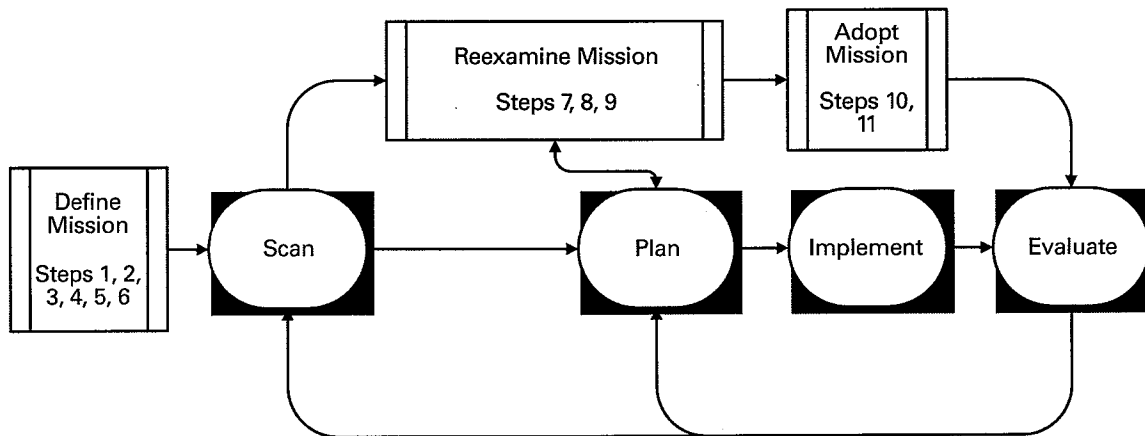 Reexamine Mission
Steps 7, 8, 9
Adopt
Mission
Steps 10,
11
Define
Mission
Steps 1, 2,
3, 4, 5, 6
Scan
Plan
Implement
Evaluate